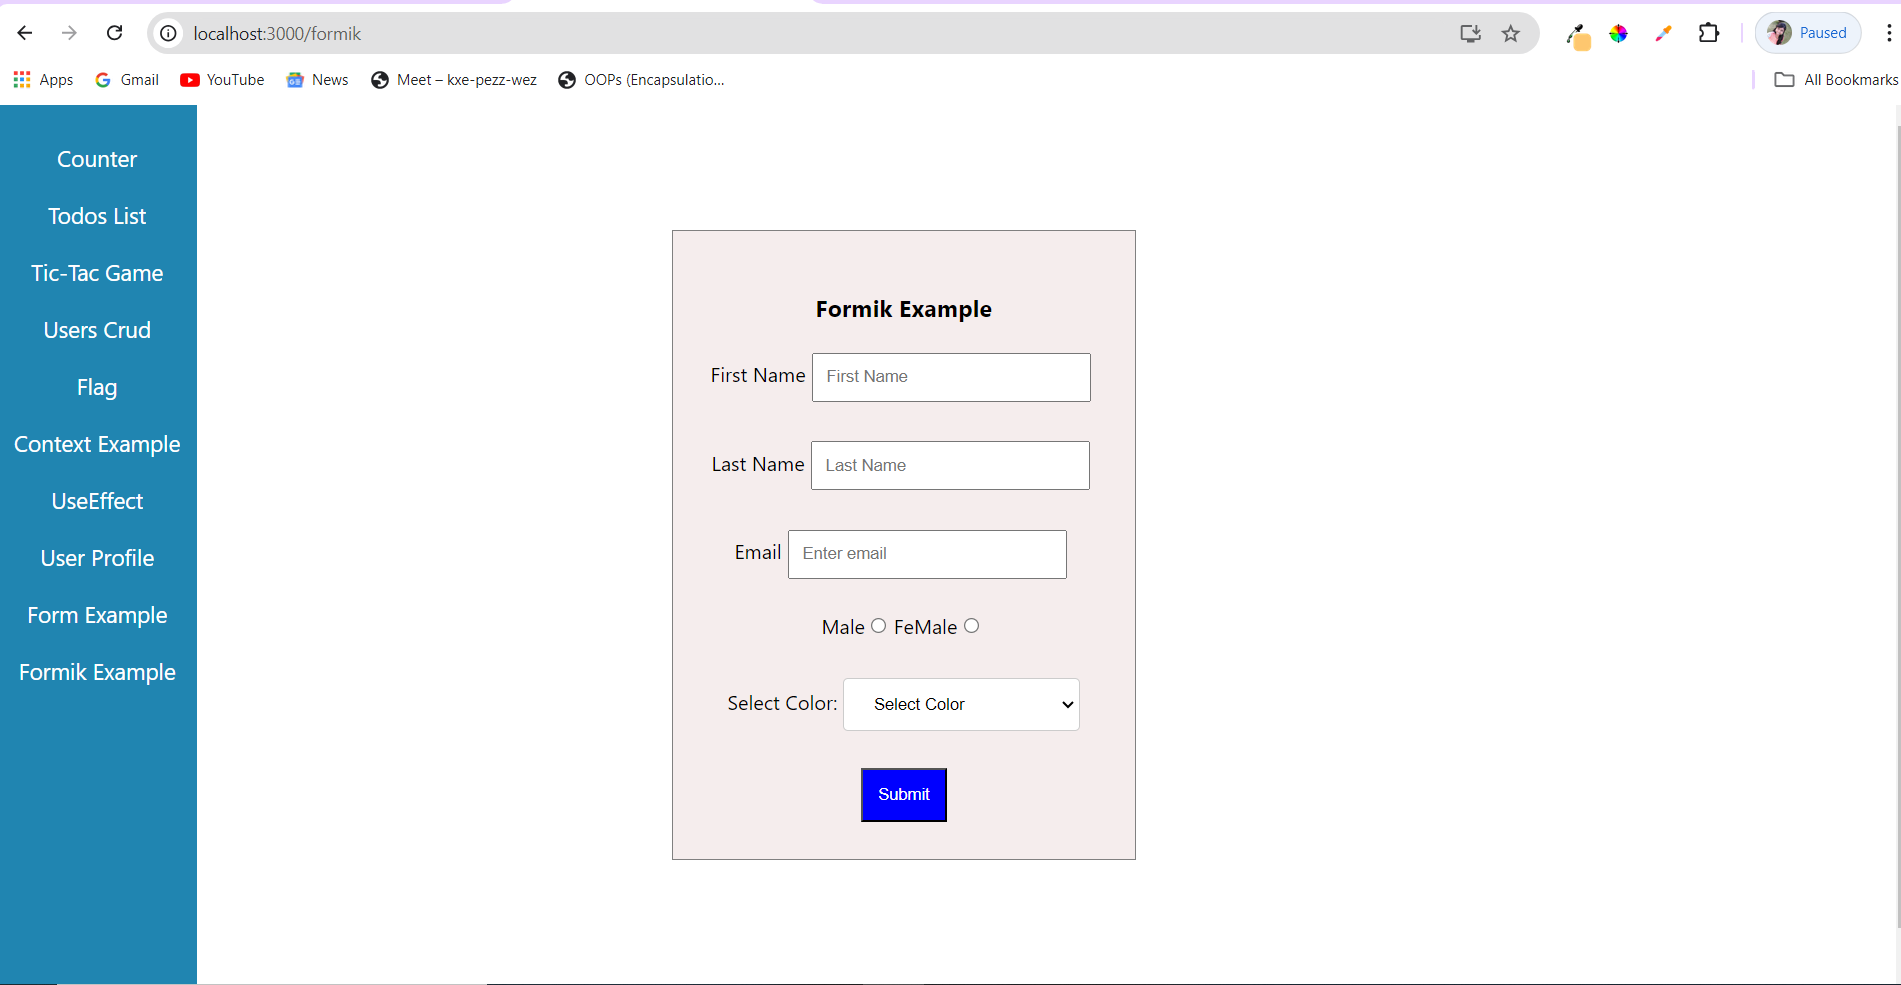 localhost:3000/formik
Paused
Apps Gmail YouTube News Meet – kxe-pezz-wez OOPs (Encapsulatio... All Bookmarks
Counter
Todos List
Tic-Tac Game
Users Crud
Flag
Context Example
UseEffect
User Profile
Form Example
Formik Example
Formik Example
First Name First Name
Last Name Last Name
Email Enter email
Male FeMale
Select Color: Select Color
Submit